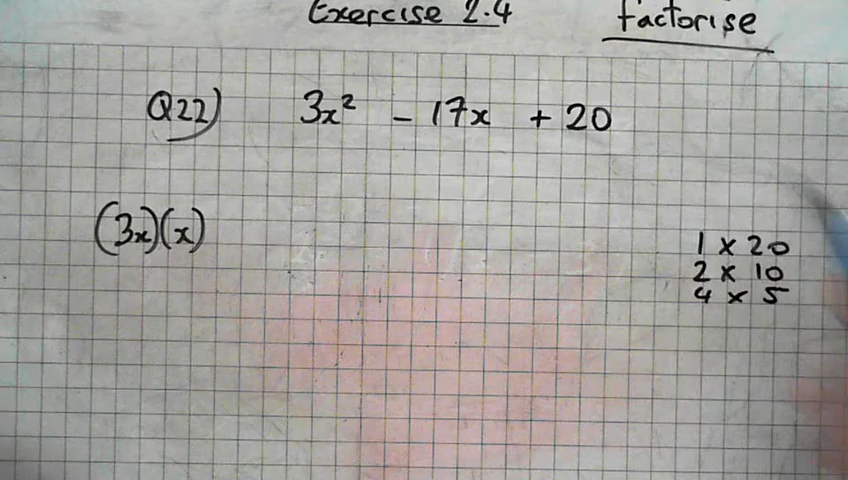 Exercise 2.4 factorise
Q22) 3x² - 17x + 20
(3x)(x)
1 x 20
2 x 10
4 x 5